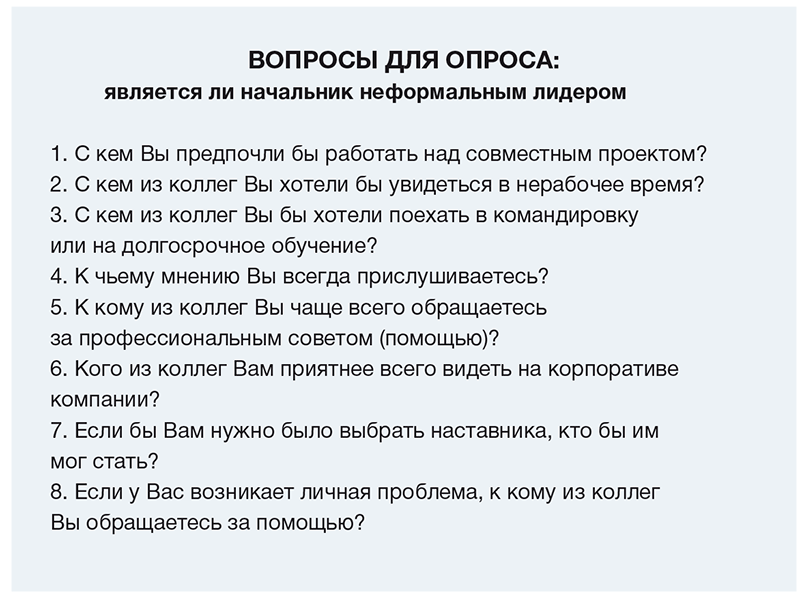 ВОПРОСЫ ДЛЯ ОПРОСА:
является ли начальник неформальным лидером
1. С кем Вы предпочли бы работать над совместным проектом?
2. С кем из коллег Вы хотели бы увидеться в нерабочее время?
3. С кем из коллег Вы бы хотели поехать в командировку
или на долгосрочное обучение?
4. К чьему мнению Вы всегда прислушиваетесь?
5. К кому из коллег Вы чаще всего обращаетесь
за профессиональным советом (помощью)?
6. Кого из коллег Вам приятнее всего видеть на корпоративе
компании?
7. Если бы Вам нужно было выбрать наставника, кто бы им
мог стать?
8. Если у Вас возникает личная проблема, к кому из коллег
Вы обращаетесь за помощью?